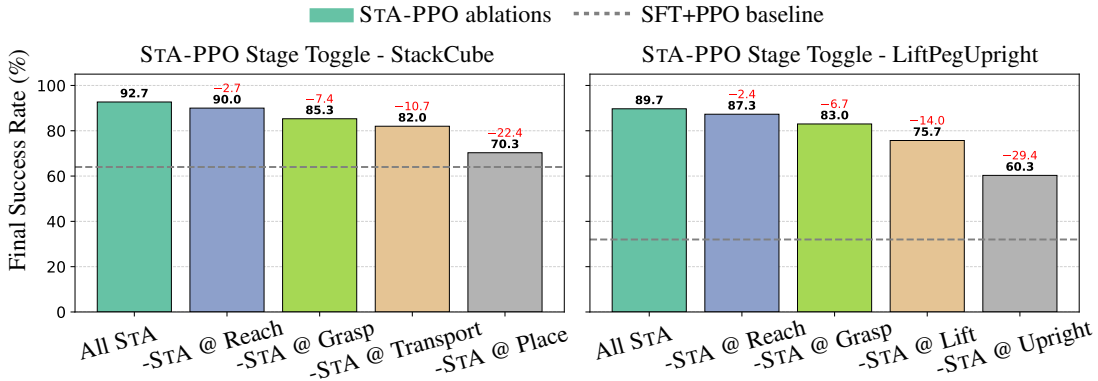 STA-PPO ablations
SFT+PPO baseline
STA-PPO Stage Toggle - StackCube
Final Success Rate (%)
100
80
60
40
20
0
92.7
−2.7
90.0
−7.4
85.3
−10.7
82.0
−22.4
70.3
All STA
-STA @ Reach
-STA @ Grasp
-STA @ Transport
-STA @ Place
STA-PPO Stage Toggle - LiftPegUpright
89.7
−2.4
87.3
−6.7
83.0
−14.0
75.7
−29.4
60.3
All STA
-STA @ Reach
-STA @ Grasp
-STA @ Lift
-STA @ Upright